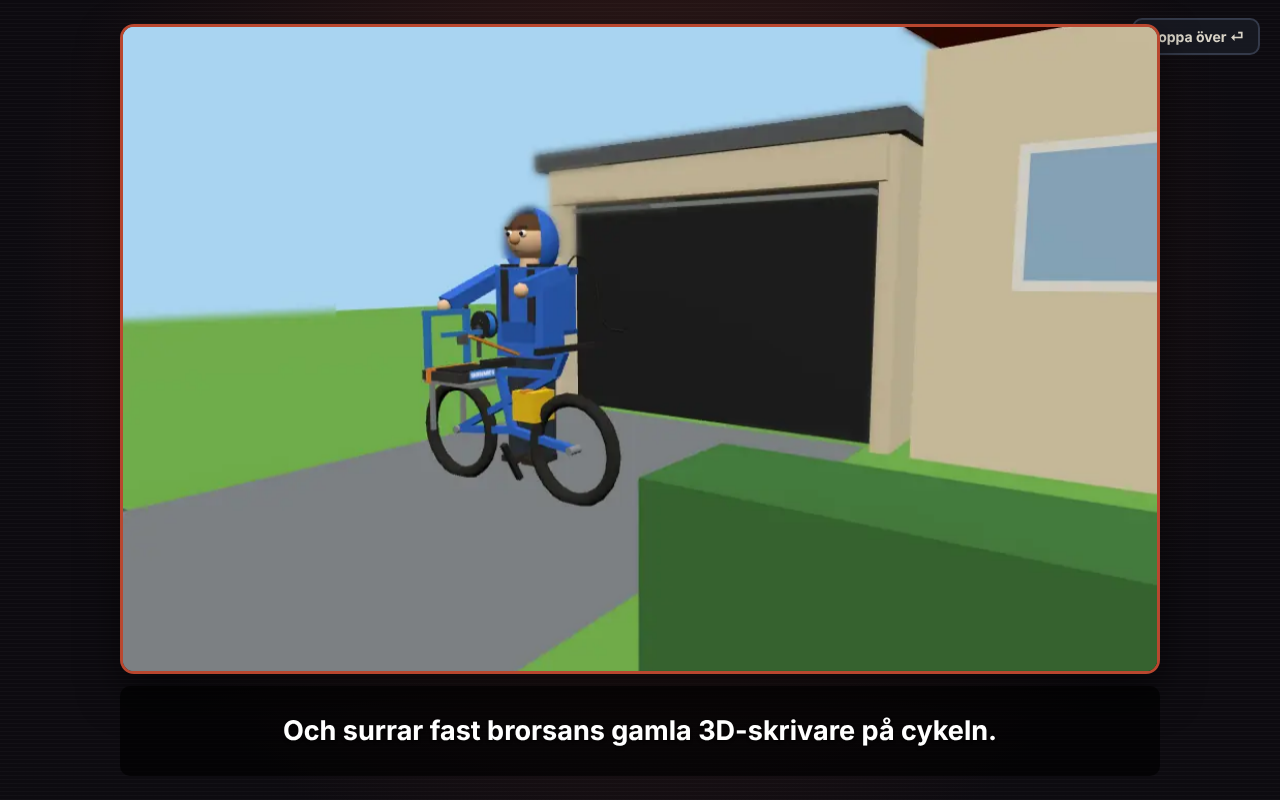 oppa över ⏎
Och surrar fast brorsans gamla 3D-skrivare på cykeln.